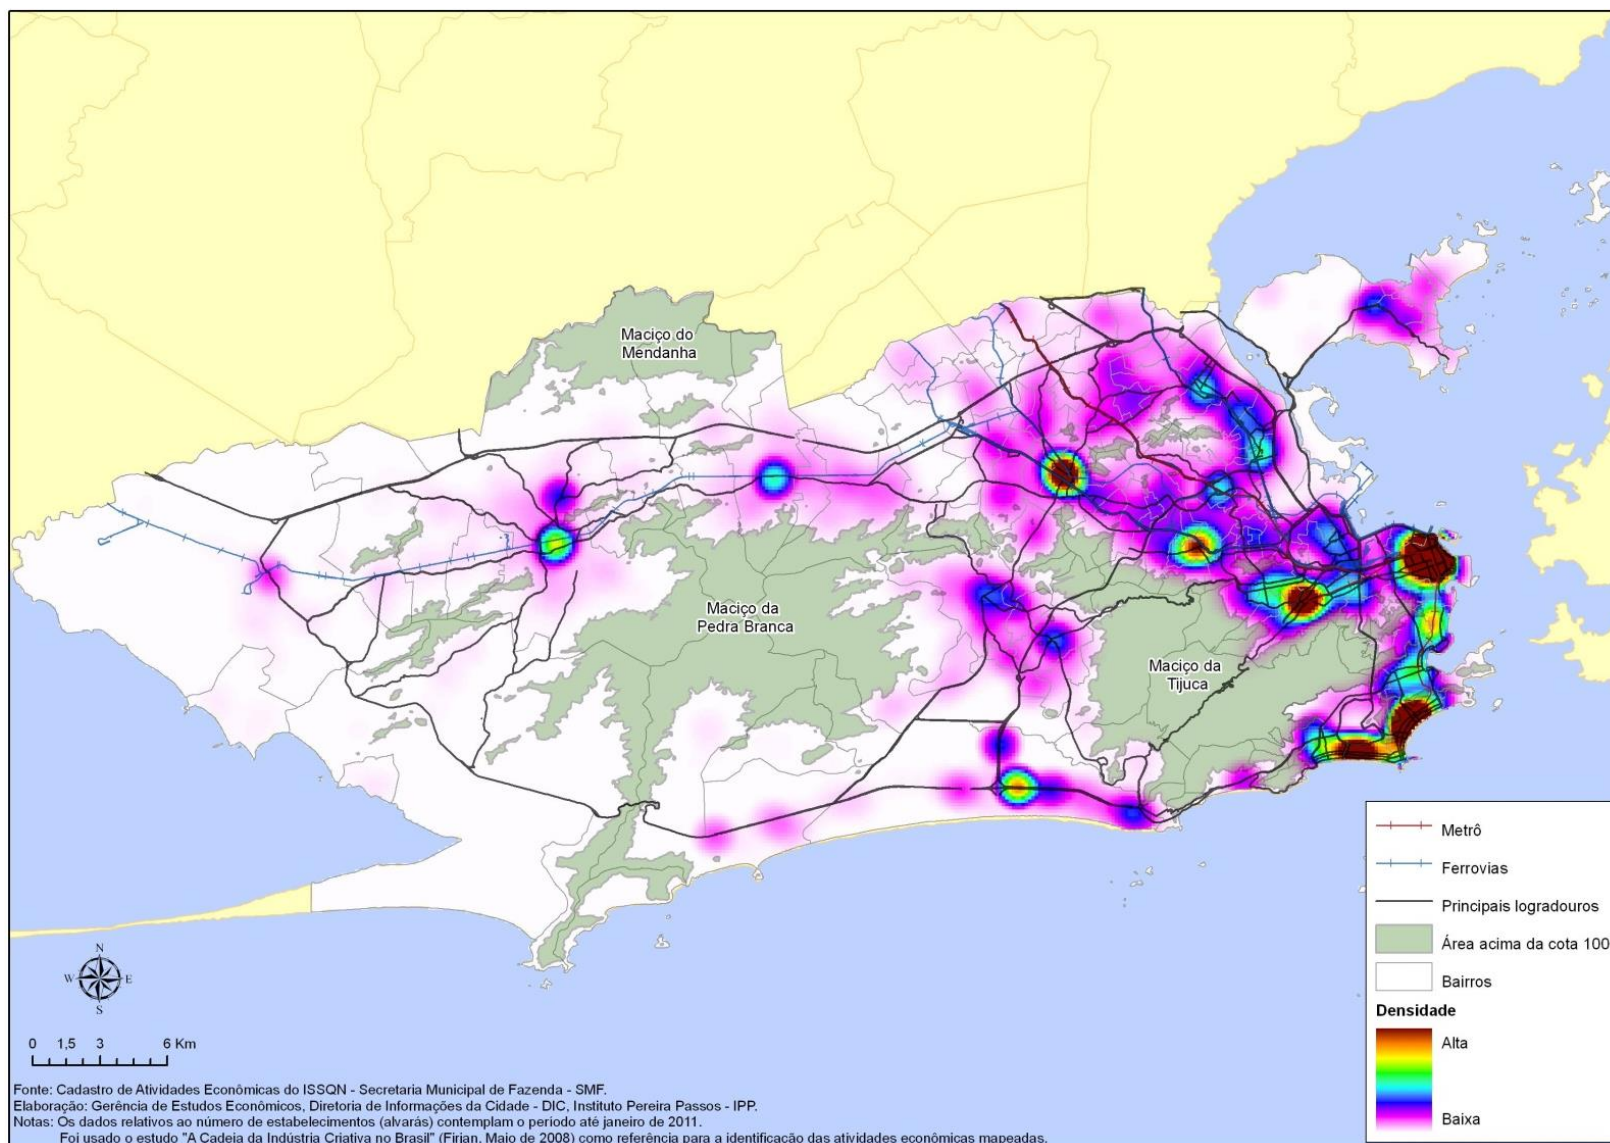 Maciço do
Mendanha
Maciço da
Pedra Branca
Maciço da
Tijuca
Metrô
Ferrovias
Principais logradouros
Área acima da cota 100
Bairros
Densidade
Alta
Baixa
N
W E
S
0 1,5 3 6 Km
Fonte: Cadastro de Atividades Econômicas do ISSQN - Secretaria Municipal de Fazenda - SMF.
Elaboração: Gerência de Estudos Econômicos, Diretoria de Informações da Cidade - DIC, Instituto Pereira Passos - IPP.
Notas: Os dados relativos ao número de estabelecimentos (alvarás) contemplam o período até janeiro de 2011.
Foi usado o estudo "A Cadeia da Indústria Criativa no Brasil" (Firjan, Maio de 2008) como referência para a identificação das atividades econômicas mapeadas.